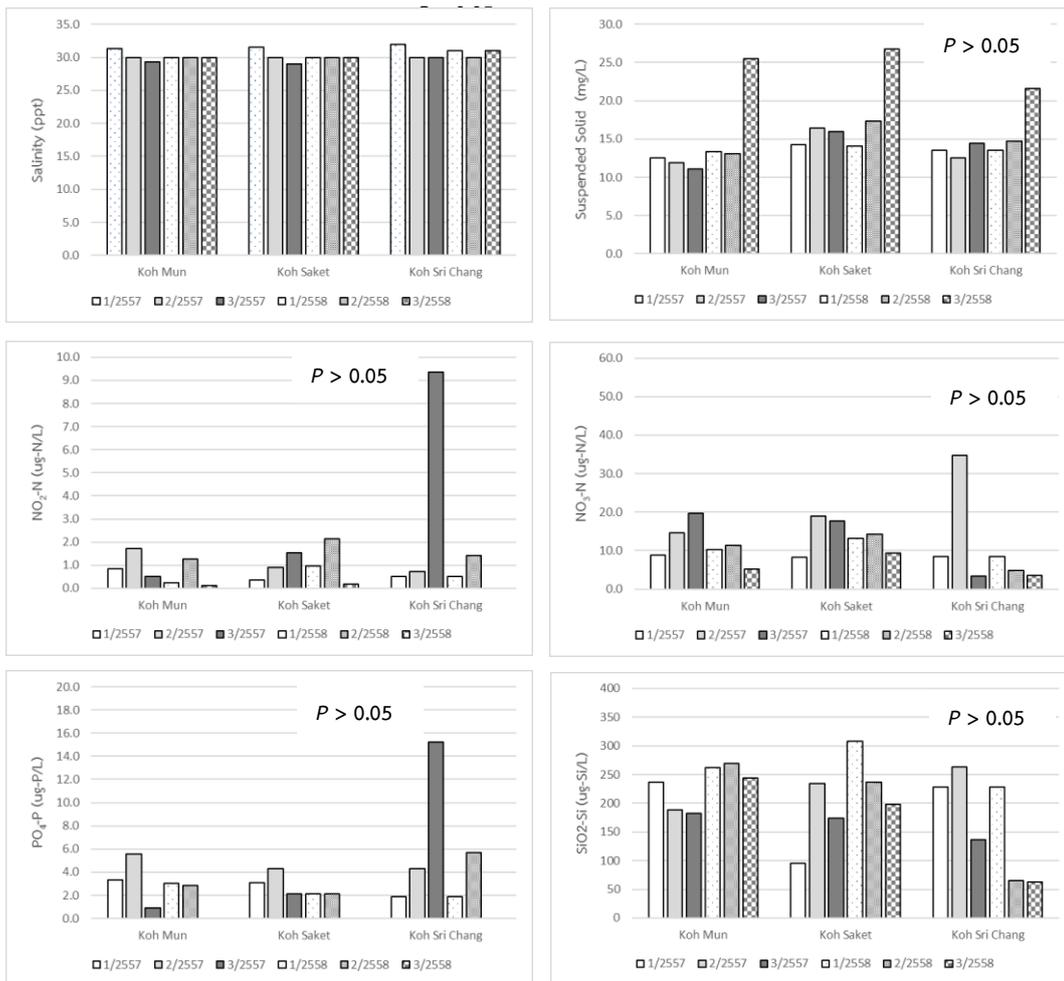 35.0
30.0
25.0
20.0
15.0
10.0
5.0
0.0
Salinity (ppt)
Koh Mun Koh Saket Koh Sri Chang
1/2557 2/2557 3/2557 1/2558 2/2558 3/2558
30.0
25.0
20.0
15.0
10.0
5.0
0.0
Suspended Solid (mg/L)
P > 0.05
Koh Mun Koh Saket Koh Sri Chang
1/2557 2/2557 3/2557 1/2558 2/2558 3/2558
10.0
9.0
8.0
7.0
6.0
5.0
4.0
3.0
2.0
1.0
0.0
NO₂-N (ug-N/L)
P > 0.05
Koh Mun Koh Saket Koh Sri Chang
1/2557 2/2557 3/2557 1/2558 2/2558 3/2558
60.0
50.0
40.0
30.0
20.0
10.0
0.0
NO₃-N (ug-N/L)
P > 0.05
Koh Mun Koh Saket Koh Sri Chang
1/2557 2/2557 3/2557 1/2558 2/2558 3/2558
20.0
18.0
16.0
14.0
12.0
10.0
8.0
6.0
4.0
2.0
0.0
PO₄-P (ug-P/L)
P > 0.05
Koh Mun Koh Saket Koh Sri Chang
1/2557 2/2557 3/2557 1/2558 2/2558 3/2558
400
350
300
250
200
150
100
50
0
SiO2-Si (ug-Si/L)
P > 0.05
Koh Mun Koh Saket Koh Sri Chang
1/2557 2/2557 3/2557 1/2558 2/2558 3/2558